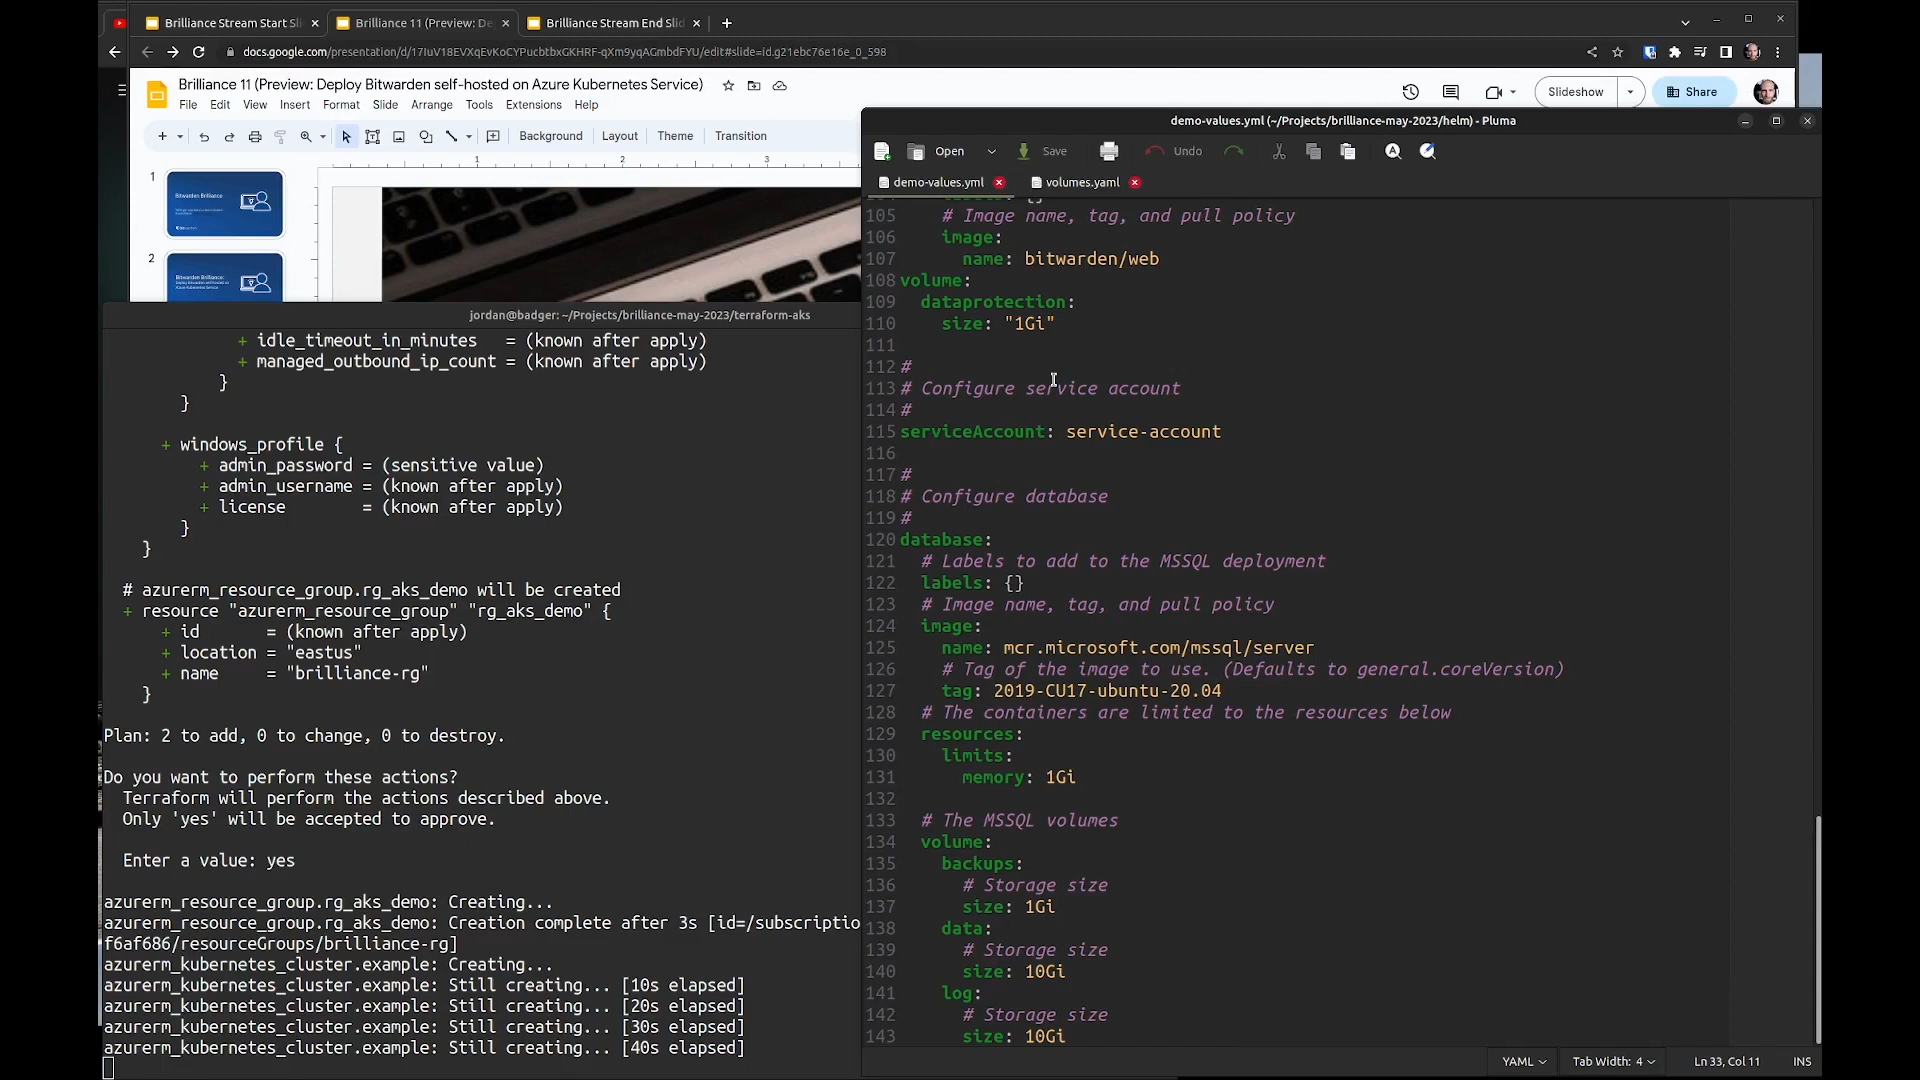 Brilliance Stream Start Sli
Brilliance 11 (Preview: De
Brilliance Stream End Slid
docs.google.com/presentation/d/17IuV18EVXqEvKoCYPucbtbxGKHRF-qXm9yqAGmbdFYU/edit#slide=id.g21ebc76e16e_0_598
Brilliance 11 (Preview: Deploy Bitwarden self-hosted on Azure Kubernetes Service)
File Edit View Insert Format Slide Arrange Tools Extensions Help
Slideshow
Share
Background Layout Theme Transition
1 2 3
1
Bitwarden Brilliance
2
Bitwarden Brilliance:
Deploy Bitwarden self-hosted on
Azure Kubernetes Service
jordan@badger: ~/Projects/brilliance-may-2023/terraform-aks
+ idle_timeout_in_minutes = (known after apply)
+ managed_outbound_ip_count = (known after apply)
}
}
+ windows_profile {
+ admin_password = (sensitive value)
+ admin_username = (known after apply)
+ license = (known after apply)
}
}
# azurerm_resource_group.rg_aks_demo will be created
+ resource "azurerm_resource_group" "rg_aks_demo" {
+ id = (known after apply)
+ location = "eastus"
+ name = "brilliance-rg"
}
Plan: 2 to add, 0 to change, 0 to destroy.
Do you want to perform these actions?
Terraform will perform the actions described above.
Only 'yes' will be accepted to approve.
Enter a value: yes
azurerm_resource_group.rg_aks_demo: Creating...
azurerm_resource_group.rg_aks_demo: Creation complete after 3s [id=/subscriptio
f6af686/resourceGroups/brilliance-rg]
azurerm_kubernetes_cluster.example: Creating...
azurerm_kubernetes_cluster.example: Still creating... [10s elapsed]
azurerm_kubernetes_cluster.example: Still creating... [20s elapsed]
azurerm_kubernetes_cluster.example: Still creating... [30s elapsed]
azurerm_kubernetes_cluster.example: Still creating... [40s elapsed]
demo-values.yml (~/Projects/brilliance-may-2023/helm) - Pluma
Open Save Undo
demo-values.yml volumes.yaml
105 # Image name, tag, and pull policy
106 image:
107 name: bitwarden/web
108 volume:
109 dataprotection:
110 size: "1Gi"
111
112 #
113 # Configure service account
114 #
115 serviceAccount: service-account
116
117 #
118 # Configure database
119 #
120 database:
121 # Labels to add to the MSSQL deployment
122 labels: {}
123 # Image name, tag, and pull policy
124 image:
125 name: mcr.microsoft.com/mssql/server
126 # Tag of the image to use. (Defaults to general.coreVersion)
127 tag: 2019-CU17-ubuntu-20.04
128 # The containers are limited to the resources below
129 resources:
130 limits:
131 memory: 1Gi
132
133 # The MSSQL volumes
134 volume:
135 backups:
136 # Storage size
137 size: 1Gi
138 data:
139 # Storage size
140 size: 10Gi
141 log:
142 # Storage size
143 size: 10Gi
YAML Tab Width: 4 Ln 33, Col 11 INS